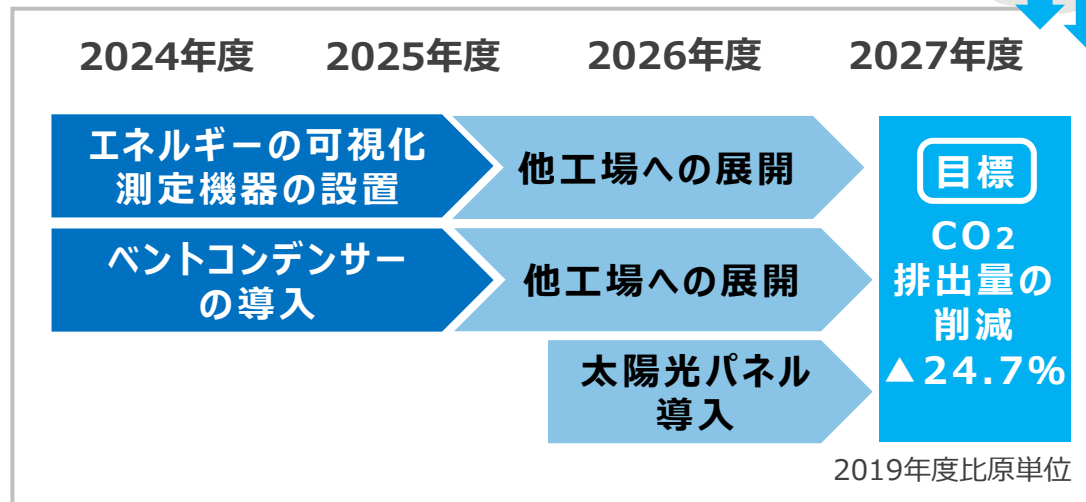 2024年度 2025年度 2026年度 2027年度
エネルギーの可視化
測定機器の設置
他工場への展開
ベントコンデンサー
の導入
他工場への展開
太陽光パネル
導入
目標
CO2
排出量の
削減
▲24.7%
2019年度比原単位